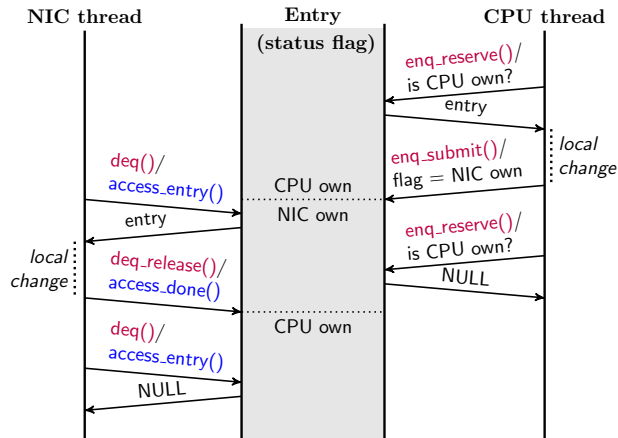 NIC thread
Entry
(status flag)
CPU thread
enq_reserve()/
is CPU own?
entry
local
change
enq_submit()/
flag = NIC own
deq()/
access_entry()
CPU own
NIC own
entry
enq_reserve()/
is CPU own?
NULL
local
change
deq_release()/
access_done()
CPU own
deq()/
access_entry()
NULL